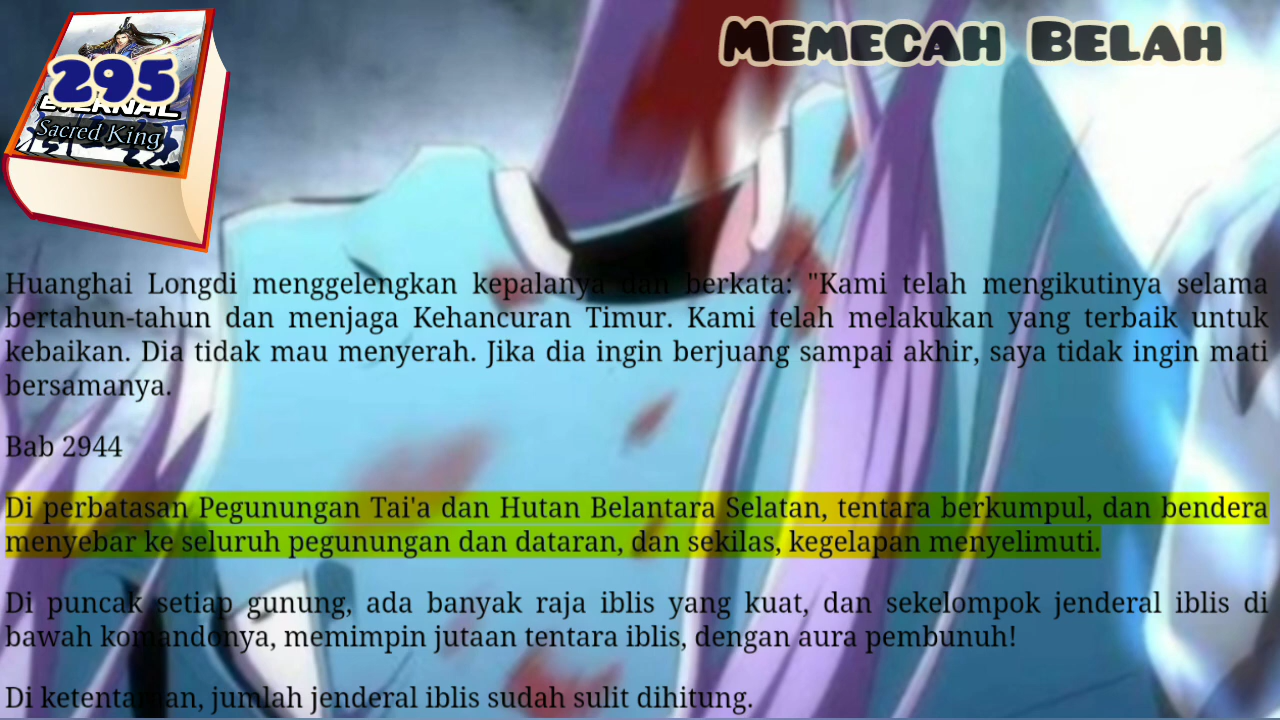 Memecah Belah
295
ETERNAL
Sacred King
Huanghai Longdi menggelengkan kepalanya dan berkata: "Kami telah mengikutinya selama
bertahun-tahun dan menjaga Kehancuran Timur. Kami telah melakukan yang terbaik untuk
kebaikan. Dia tidak mau menyerah. Jika dia ingin berjuang sampai akhir, saya tidak ingin mati
bersamanya.
Bab 2944
Di perbatasan Pegunungan Tai'a dan Hutan Belantara Selatan, tentara berkumpul, dan bendera
menyebar ke seluruh pegunungan dan dataran, dan sekilas, kegelapan menyelimuti.
Di puncak setiap gunung, ada banyak raja iblis yang kuat, dan sekelompok jenderal iblis di
bawah komandonya, memimpin jutaan tentara iblis, dengan aura pembunuh!
Di ketentaraan, jumlah jenderal iblis sudah sulit dihitung.